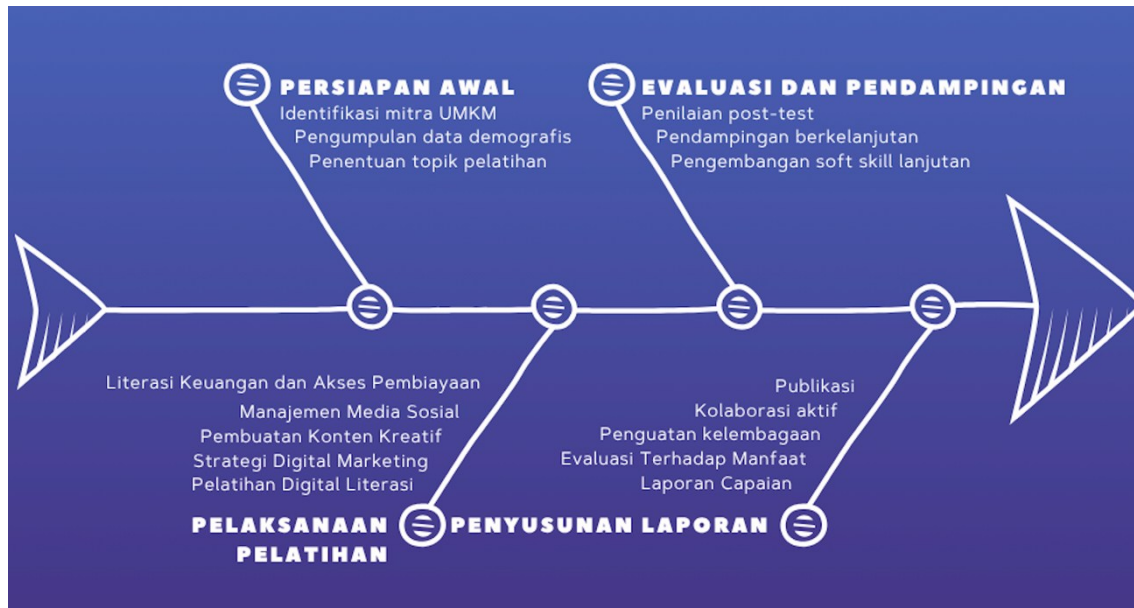 PERSIAPAN AWAL
Identifikasi mitra UMKM
Pengumpulan data demografis
Penentuan topik pelatihan
EVALUASI DAN PENDAMPINGAN
Penilaian post-test
Pendampingan berkelanjutan
Pengembangan soft skill lanjutan
Literasi Keuangan dan Akses Pembiayaan
Manajemen Media Sosial
Pembuatan Konten Kreatif
Strategi Digital Marketing
Pelatihan Digital Literasi
PELAKSANAAN
PELATIHAN
Publikasi
Kolaborasi aktif
Penguatan kelembagaan
Evaluasi Terhadap Manfaat
Laporan Capaian
PENYUSUNAN LAPORAN